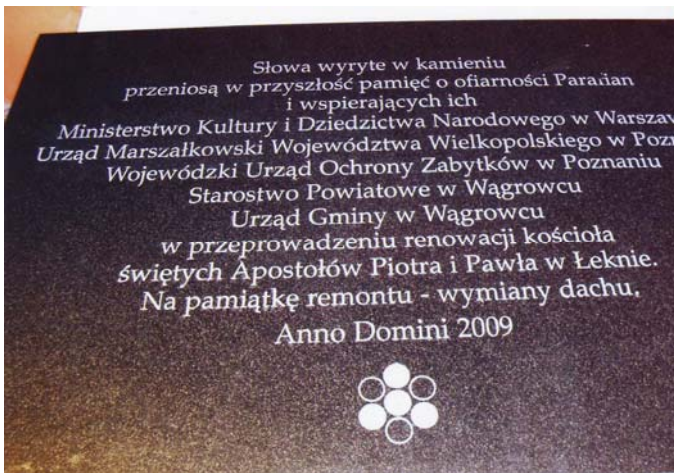 Słowa wyryte w kamieniu
przeniosą w przyszłość pamięć o ofiarności Parafian
i wspierających ich
Ministerstwo Kultury i Dziedzictwa Narodowego w
Urząd Marszałkowski Województwa Wielkopolskiego w
Wojewódzki Urząd Ochrony Zabytków w Poznaniu
Starostwo Powiatowe w Wągrowcu
Urząd Gminy w Wągrowcu
w przeprowadzeniu renowacji kościoła
świętych Apostołów Piotra i Pawła w Łeknie.
Na pamiątkę remontu - wymiany dachu,
Anno Domini 2009